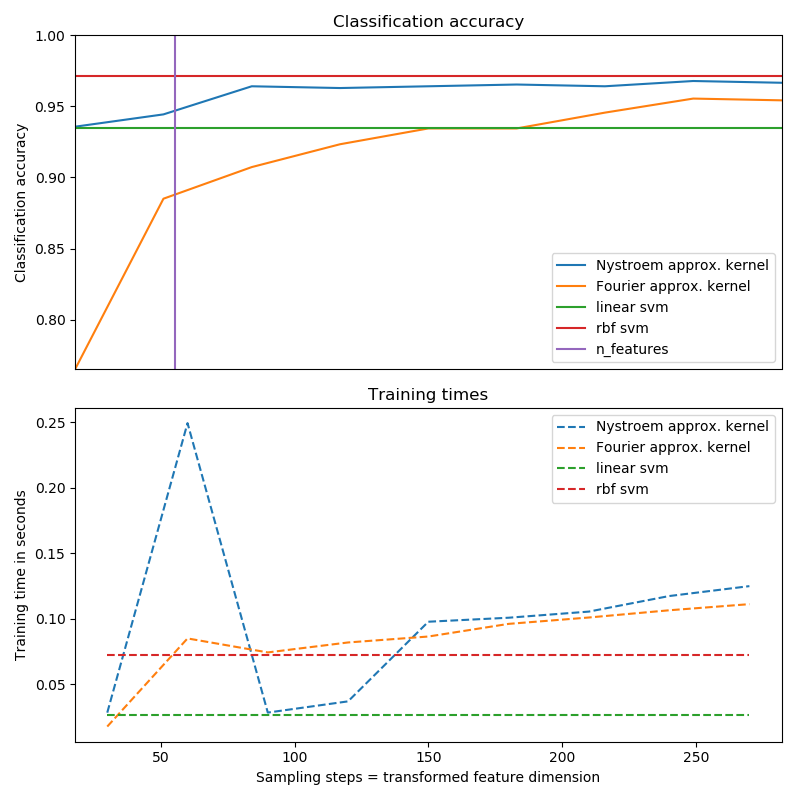 Classification accuracy
1.00
0.95
0.90
0.85
0.80
Classification accuracy
Nystroem approx. kernel
Fourier approx. kernel
linear svm
rbf svm
n_features
Training times
0.25
0.20
0.15
0.10
0.05
Training time in seconds
Nystroem approx. kernel
Fourier approx. kernel
linear svm
rbf svm
50 100 150 200 250
Sampling steps = transformed feature dimension